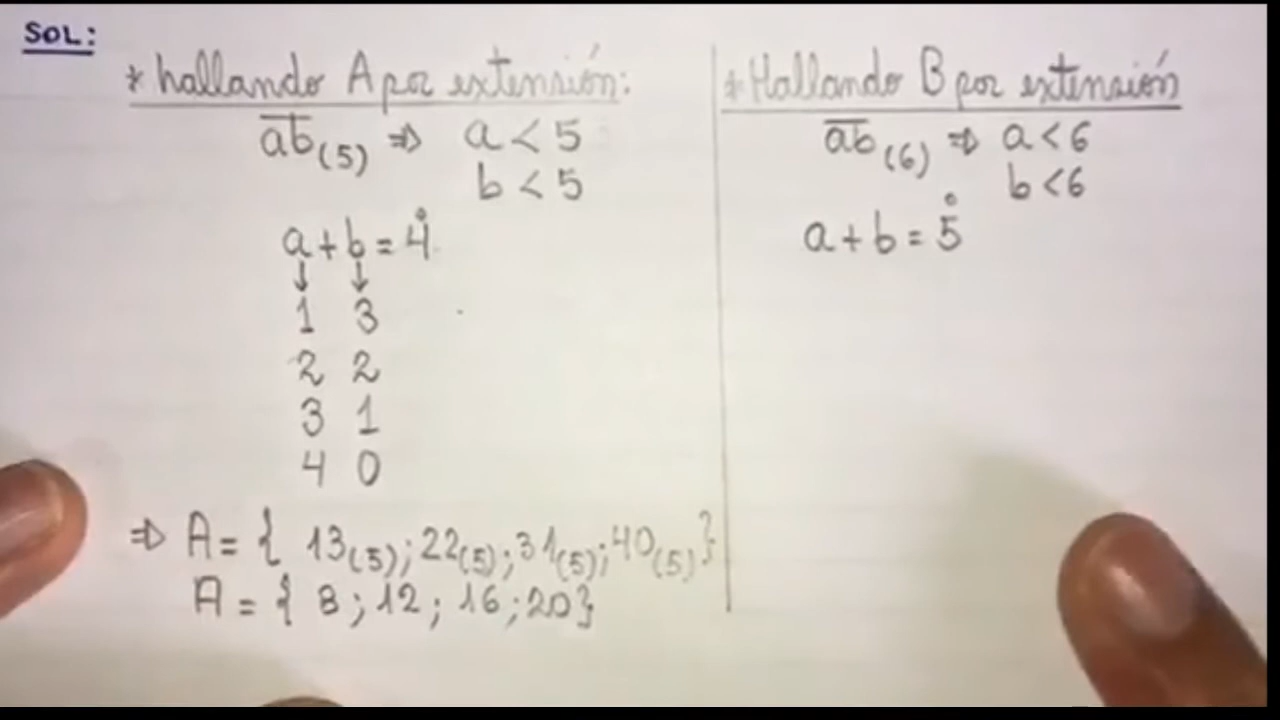 SOL:
* hallando A por extensión:
ab̅(5) ⇒ a < 5
b < 5
a + b = 4̊
↓ ↓
1 3
2 2
3 1
4 0
⇒ A = { 13(5); 22(5); 31(5); 40(5) }
A = { 8; 12; 16; 20}
* Hallando B por extensión
ab̅(6) ⇒ a < 6
b < 6
a + b = 5̊